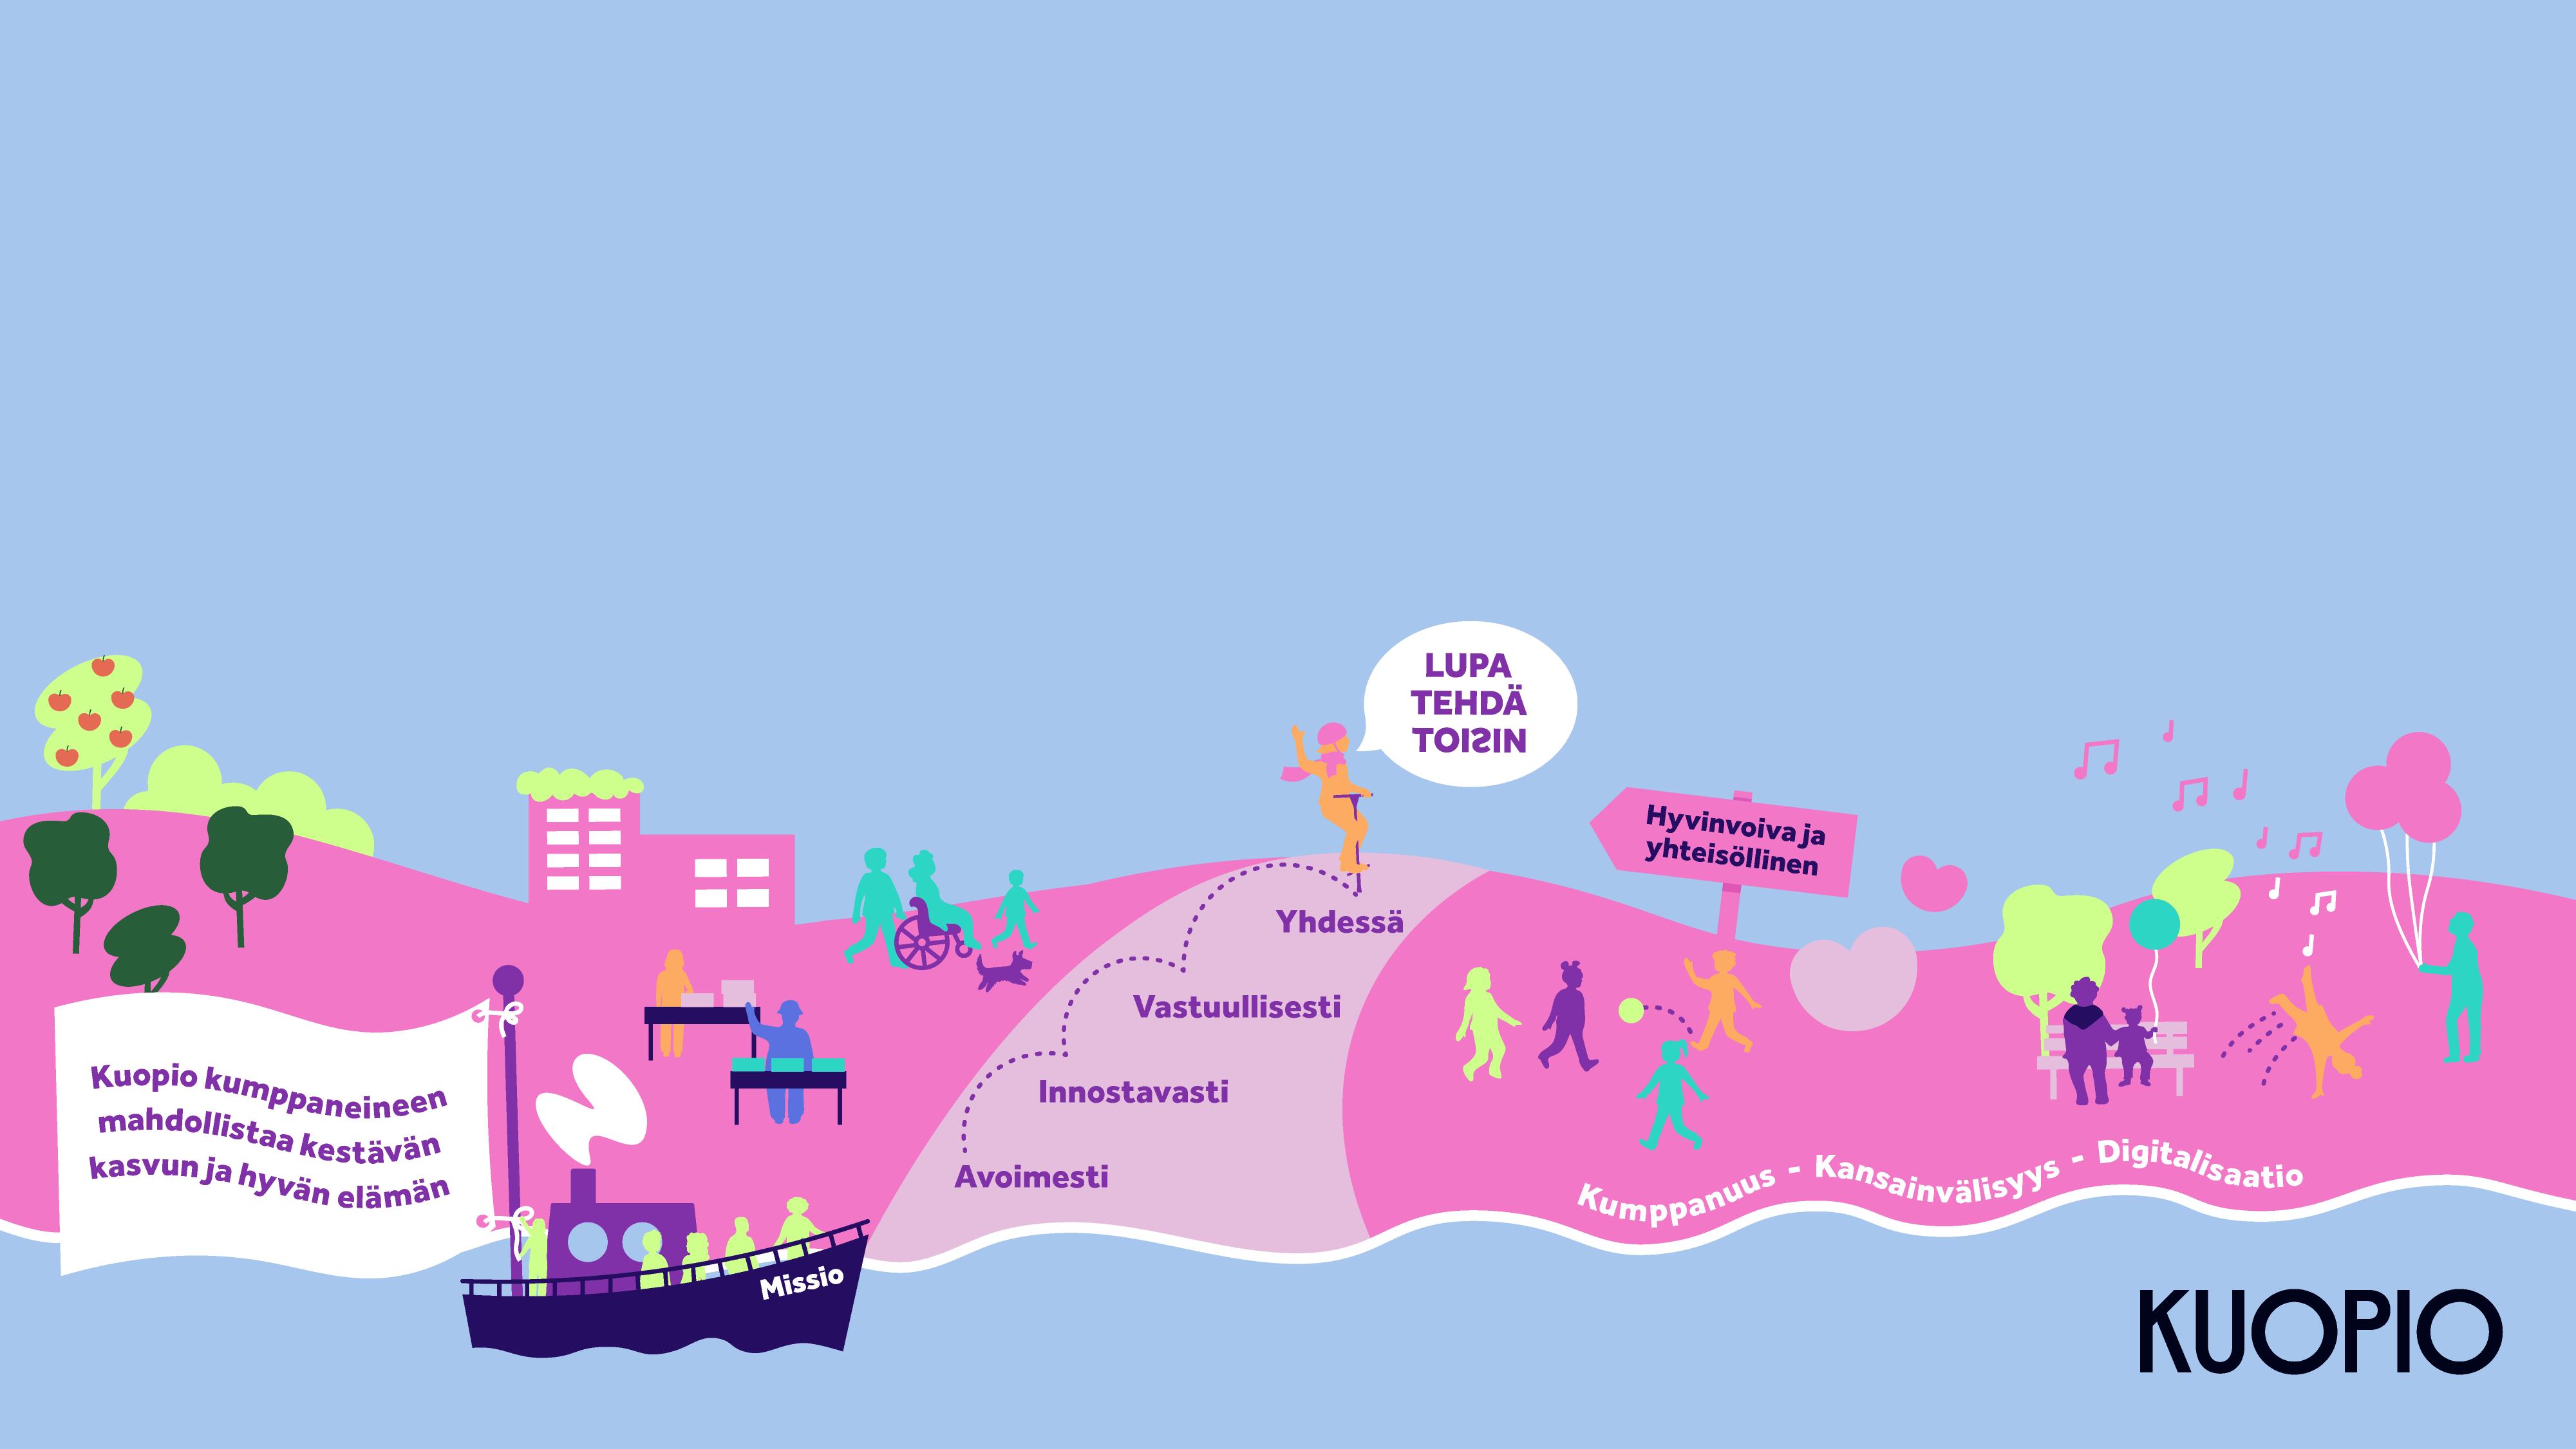 LUPA
TEHDÄ
TOISIN
Hyvinvoiva ja
yhteisöllinen
Yhdessä
Vastuullisesti
Innostavasti
Avoimesti
Kuopio kumppaneineen
mahdollistaa kestävän
kasvun ja hyvän elämän
Missio
Kumppanuus - Kansainvälisyys - Digitalisaatio
KUOPIO